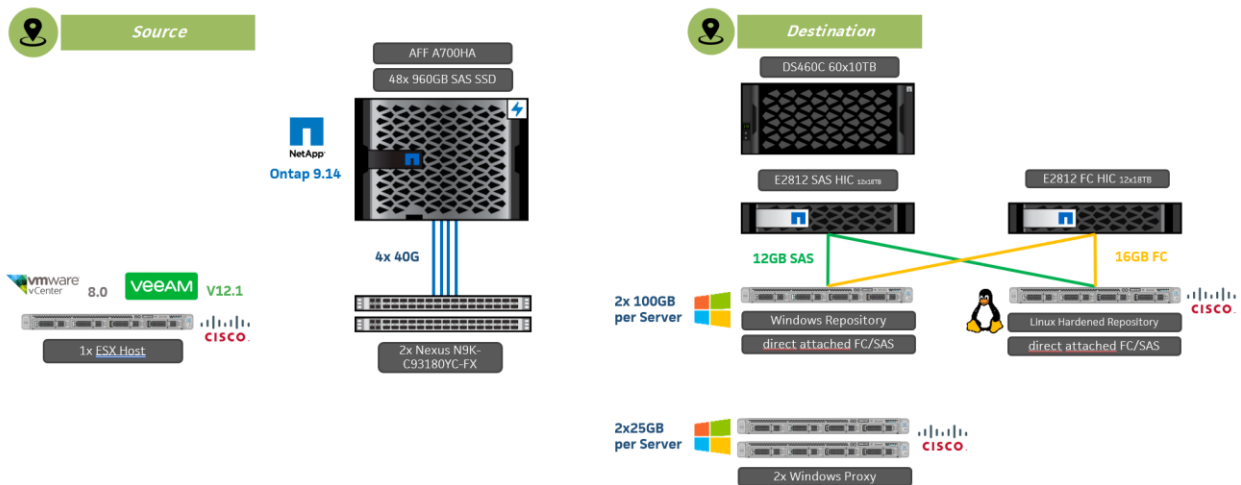 Source
AFF A700HA
48x 960GB SAS SSD
NetApp
Ontap 9.14
4x 40G
vmware
vCenter
8.0
veeAM
V12.1
CISCO
1x ESX Host
2x Nexus N9K-
C93180YC-FX
Destination
DS460C 60x10TB
E2812 SAS HIC 12x18TB
E2812 FC HIC 12x18TB
12GB SAS
16GB FC
2x 100GB
per Server
Windows Repository
direct attached FC/SAS
Linux Hardened Repository
direct attached FC/SAS
CISCO
2x25GB
per Server
CISCO
2x Windows Proxy